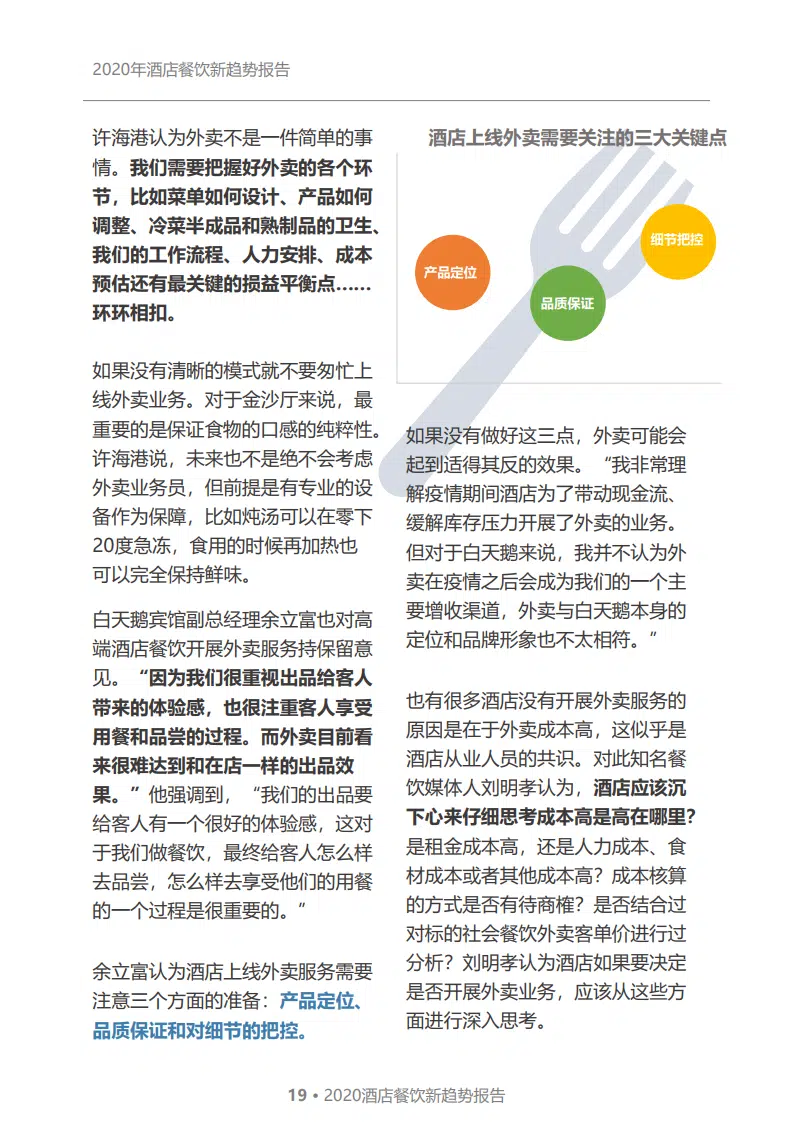 2020年酒店餐饮新趋势报告
许海港认为外卖不是一件简单的事
情。我们需要把握好外卖的各个环
节，比如菜单如何设计、产品如何
调整、冷菜半成品和熟制品的卫生、
我们的工作流程、人力安排、成本
预估还有最关键的损益平衡点……
环环相扣。
如果没有清晰的模式就不要匆忙上
线外卖业务。对于金沙厅来说，最
重要的是保证食物的口感的纯粹性。
许海港说，未来也不是绝不会考虑
外卖业务员，但前提是有专业的设
备作为保障，比如炖汤可以在零下
20度急冻，食用的时候再加热也
可以完全保持鲜味。
白天鹅宾馆副总经理余立富也对高
端酒店餐饮开展外卖服务持保留意
见。“因为我们很重视出品给客人
带来的体验感，也很注重客人享受
用餐和品尝的过程。而外卖目前看
来很难达到和在店一样的出品效
果。”他强调到，“我们的出品要
给客人有一个很好的体验感，这对
于我们做餐饮，最终给客人怎么样
去品尝，怎么样去享受他们的用餐
的一个过程是很重要的。”
余立富认为酒店上线外卖服务需要
注意三个方面的准备：产品定位、
品质保证和对细节的把控。
酒店上线外卖需要关注的三大关键点
产品定位
品质保证
细节把控
如果没有做好这三点，外卖可能会
起到适得其反的效果。“我非常理
解疫情期间酒店为了带动现金流、
缓解库存压力开展了外卖的业务。
但对于白天鹅来说，我并不认为外
卖在疫情之后会成为我们的一个主
要增收渠道，外卖与白天鹅本身的
定位和品牌形象也不太相符。”
也有很多酒店没有开展外卖服务的
原因是在于外卖成本高，这似乎是
酒店从业人员的共识。对此知名餐
饮媒体人刘明孝认为，酒店应该沉
下心来仔细思考成本高是高在哪里？
是租金成本高，还是人力成本、食
材成本或者其他成本高？成本核算
的方式是否有待商榷？是否结合过
对标的社会餐饮外卖客单价进行过
分析？刘明孝认为酒店如果要决定
是否开展外卖业务，应该从这些方
面进行深入思考。
19 • 2020酒店餐饮新趋势报告